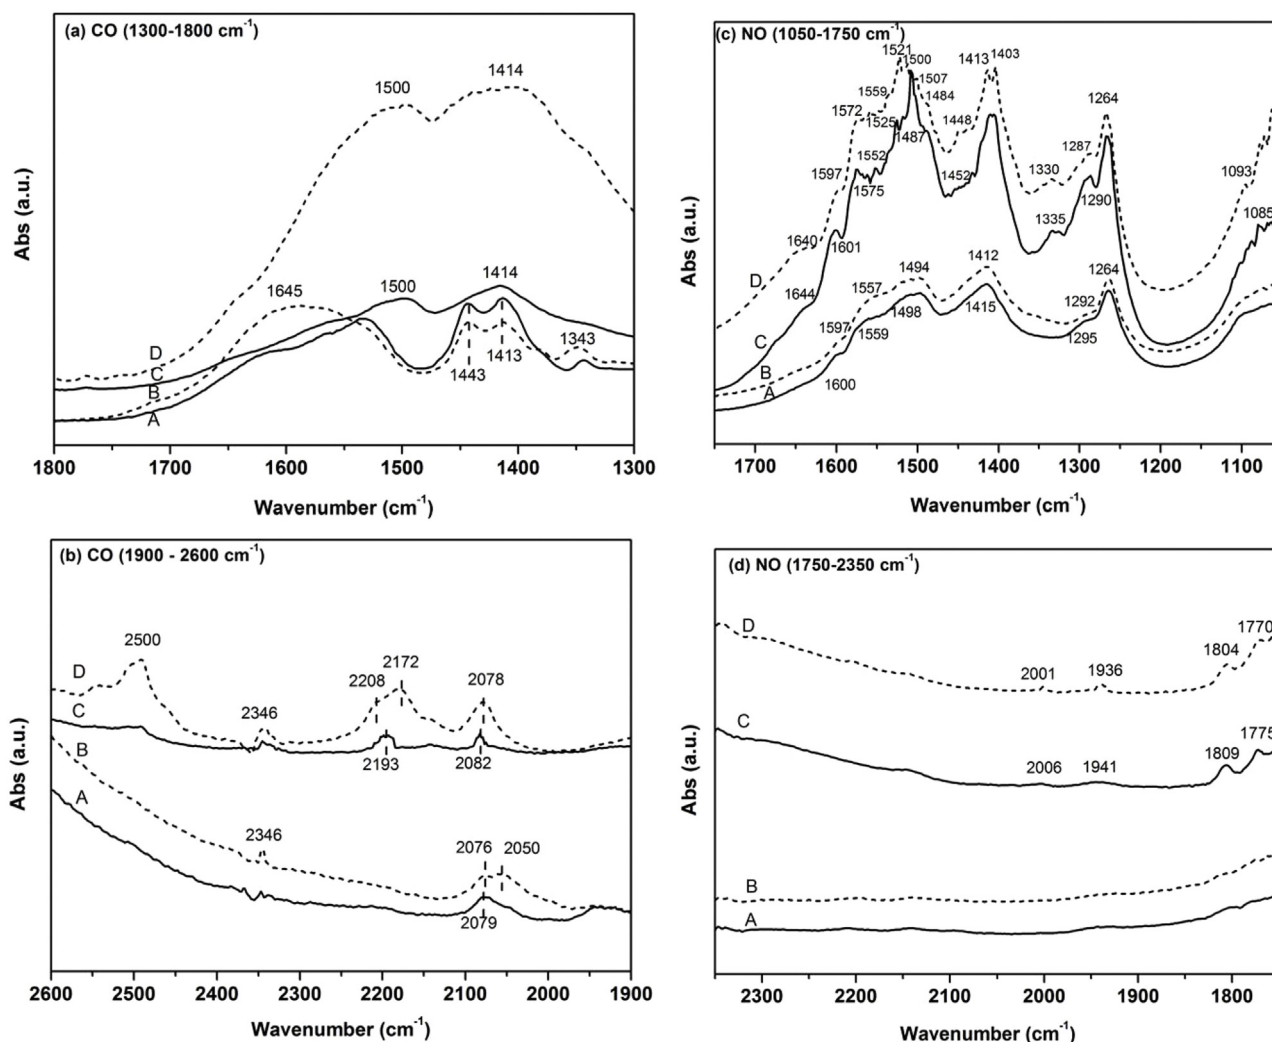 (a) CO (1300-1800 cm⁻¹)
1500
1414
1645
1500
1414
1343
1443
1413
D
C
B
A
Abs (a.u.)
1800 1700 1600 1500 1400 1300
Wavenumber (cm⁻¹)
(c) NO (1050-1750 cm⁻¹)
1521
1500
1413 1403
1507
1559
1484
1572
1525
1448
1487
1264
1552
1597
1575
1452
1330
1287
1093
1290
1335
1085
1640
1601
D
1644
C
1557
1494
1412
1264
1597
1559
1498
1415
1292
1295
B
A
1600
Abs (a.u.)
1700 1600 1500 1400 1300 1200 1100
Wavenumber (cm⁻¹)
(b) CO (1900 - 2600 cm⁻¹)
2500
D
2172
2208
2078
C
2346
2193
2082
B
A
2346
2076 2050
2079
Abs (a.u.)
2600 2500 2400 2300 2200 2100 2000 1900
Wavenumber (cm⁻¹)
(d) NO (1750-2350 cm⁻¹)
D
1770
1804
2001
1936
C
1775
1809
2006
1941
B
A
Abs (a.u.)
2300 2200 2100 2000 1900 1800
Wavenumber (cm⁻¹)